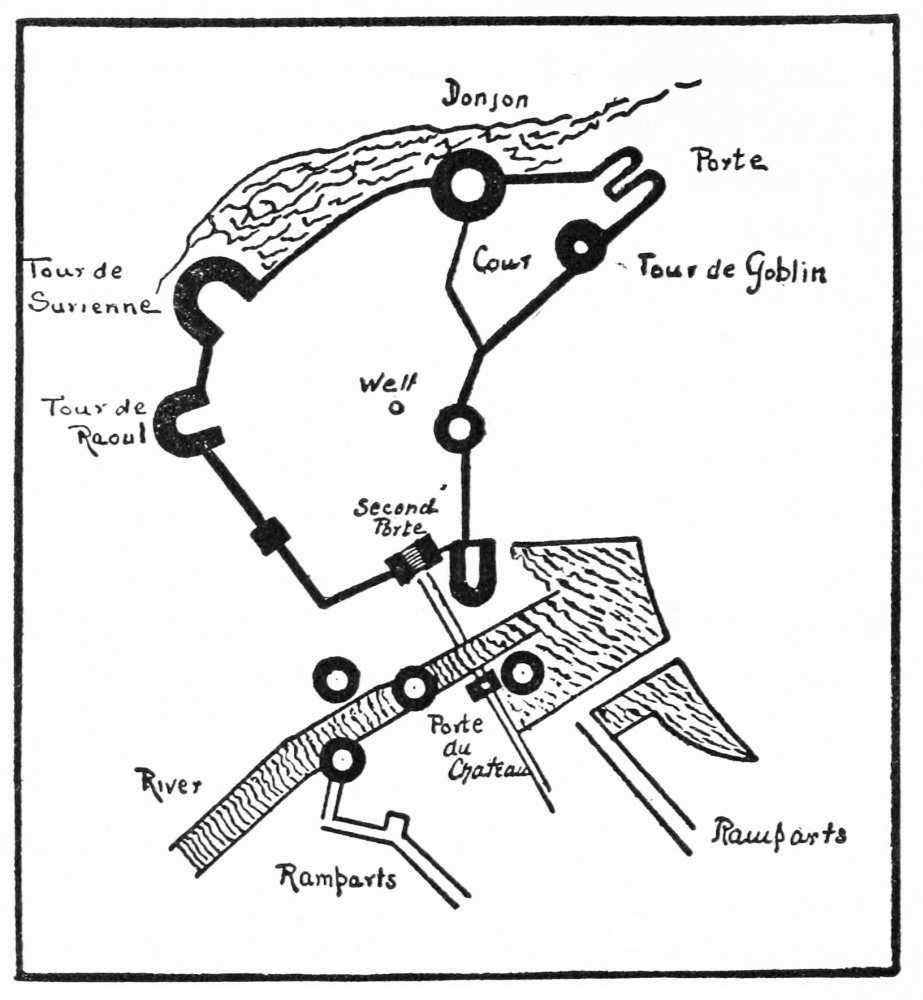 Donjon
Porte
Cour
Tour de Goblin
Tour de
Surienne
Well
Tour de
Raoul
Second
Porte
Porte
du
Chateau
River
Ramparts
Ramparts